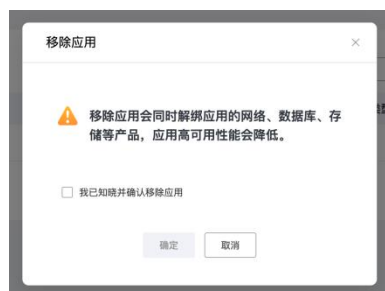 移除应用
移除应用会同时解绑应用的网络、数据库、存
储等产品，应用高可用性能会降低。
我已知晓并确认移除应用
确定
取消